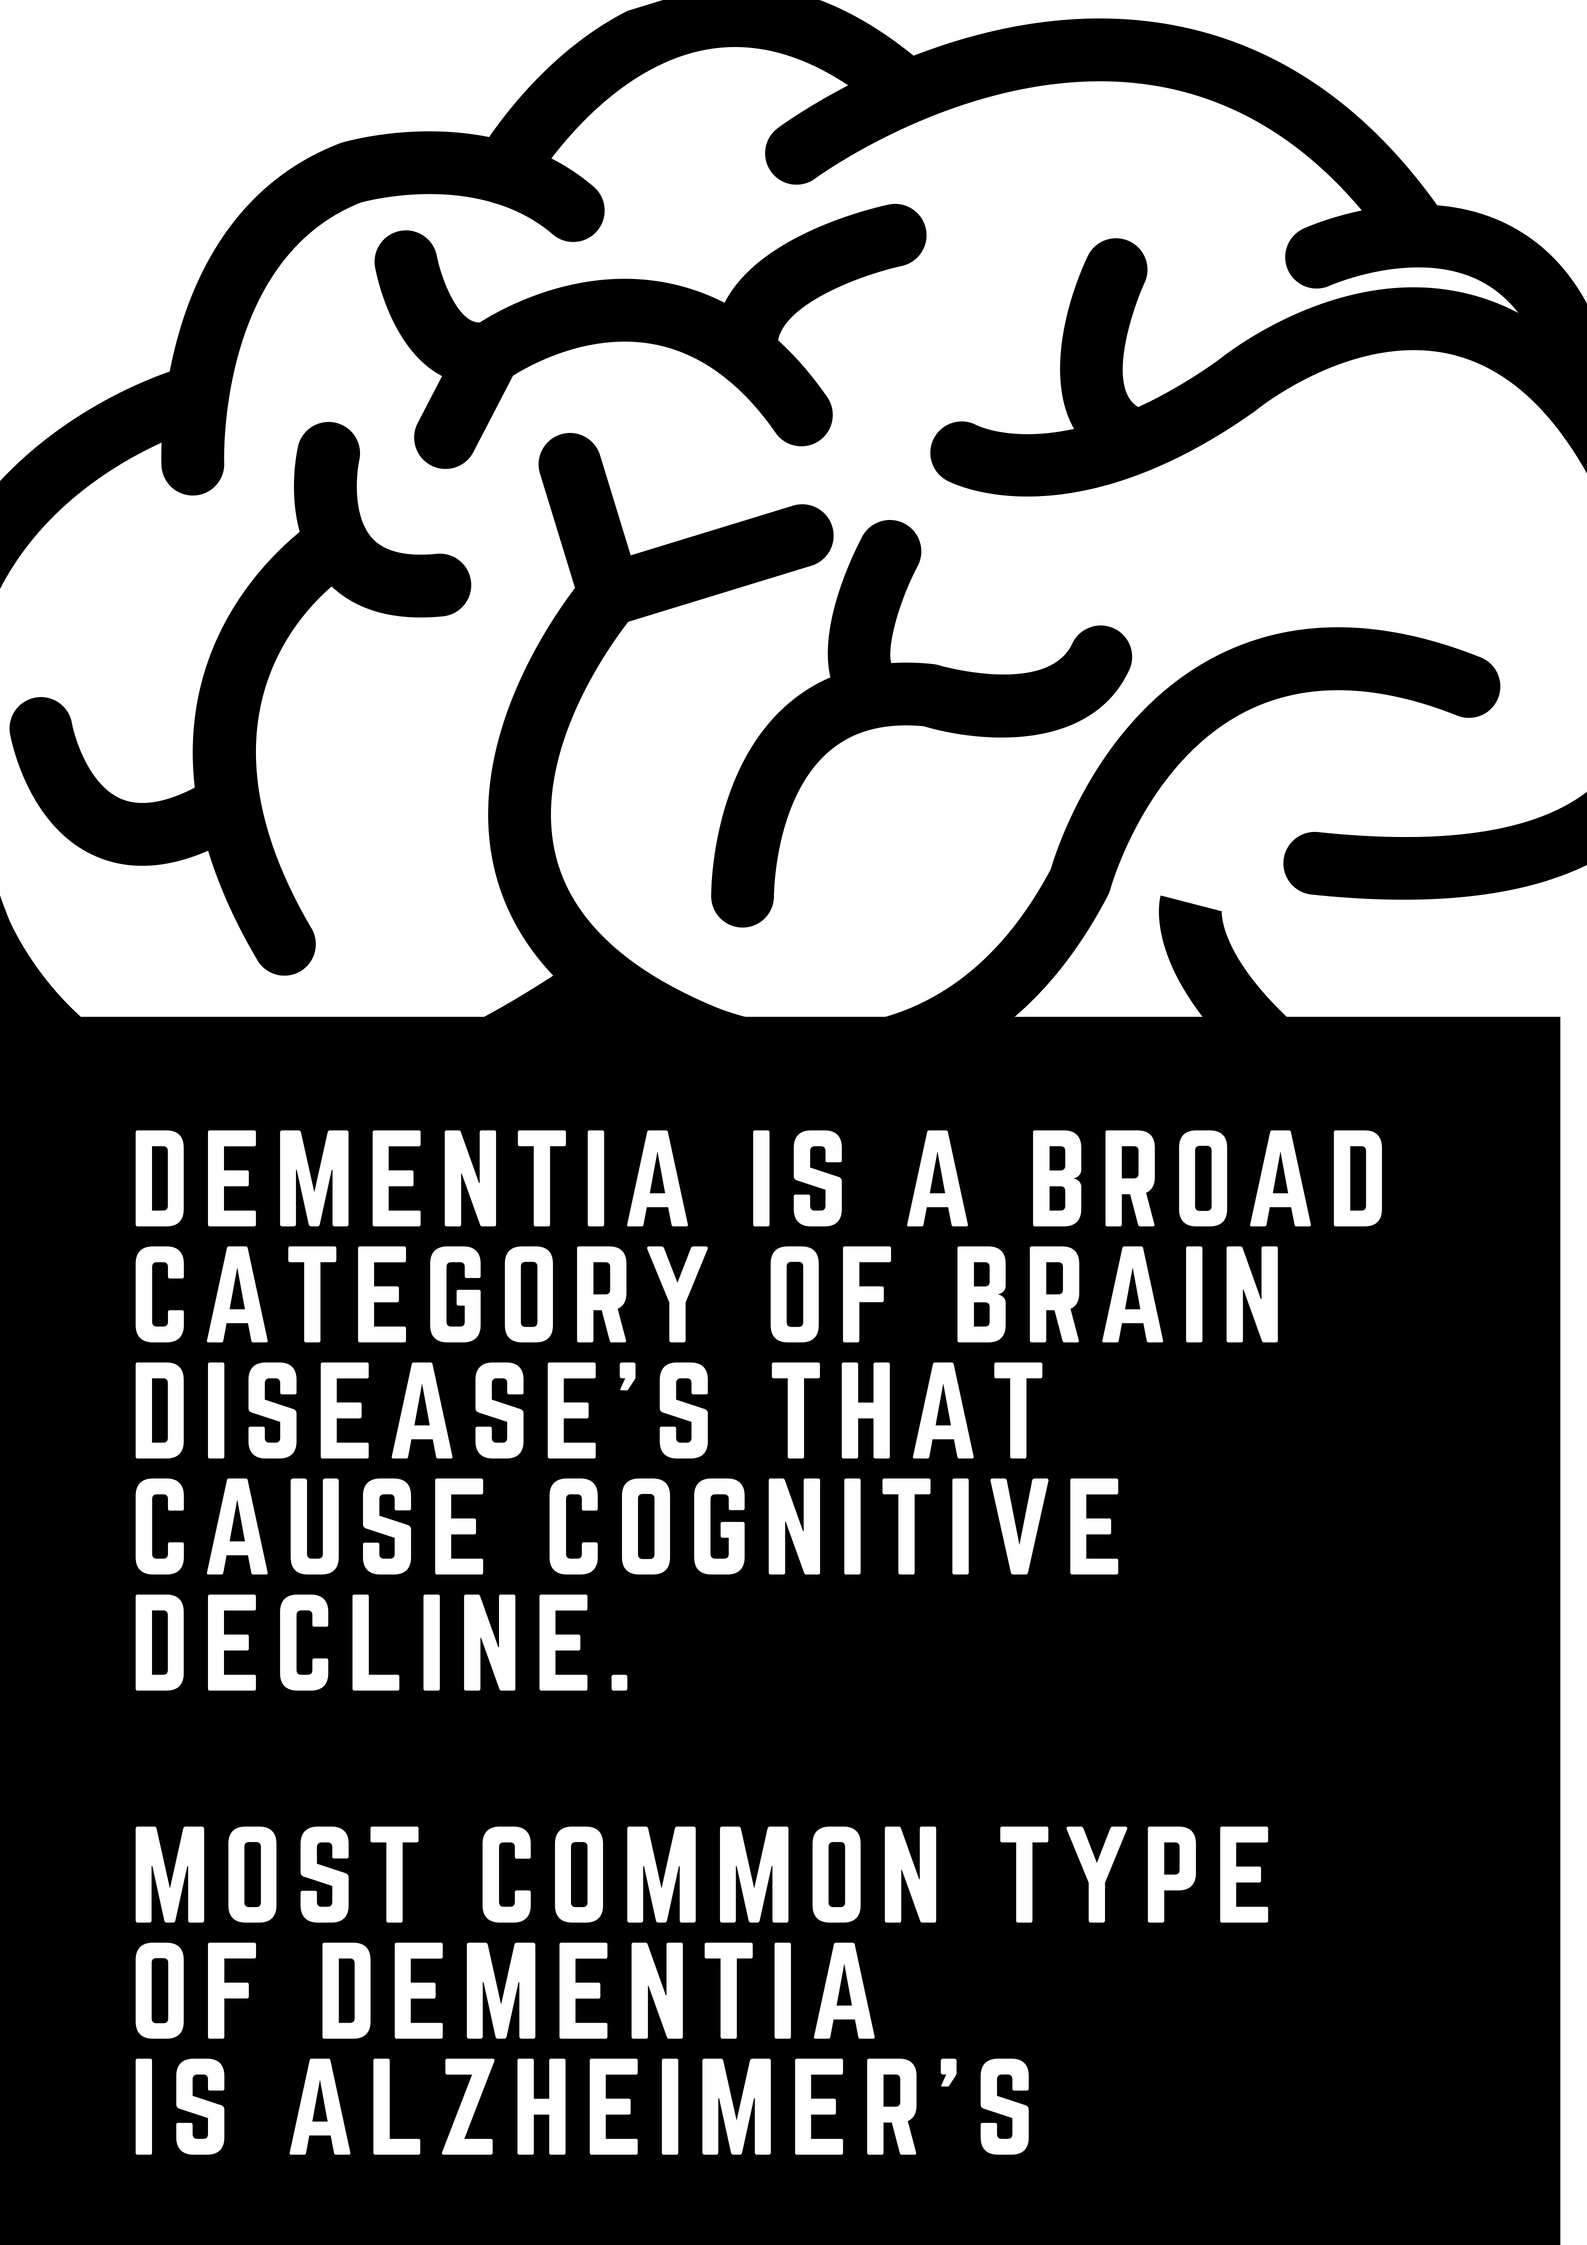 DEMENTIA IS A BROAD
CATEGORY OF BRAIN
DISEASE’S THAT
CAUSE COGNITIVE
DECLINE.
MOST COMMON TYPE
OF DEMENTIA
IS ALZHEIMER’S